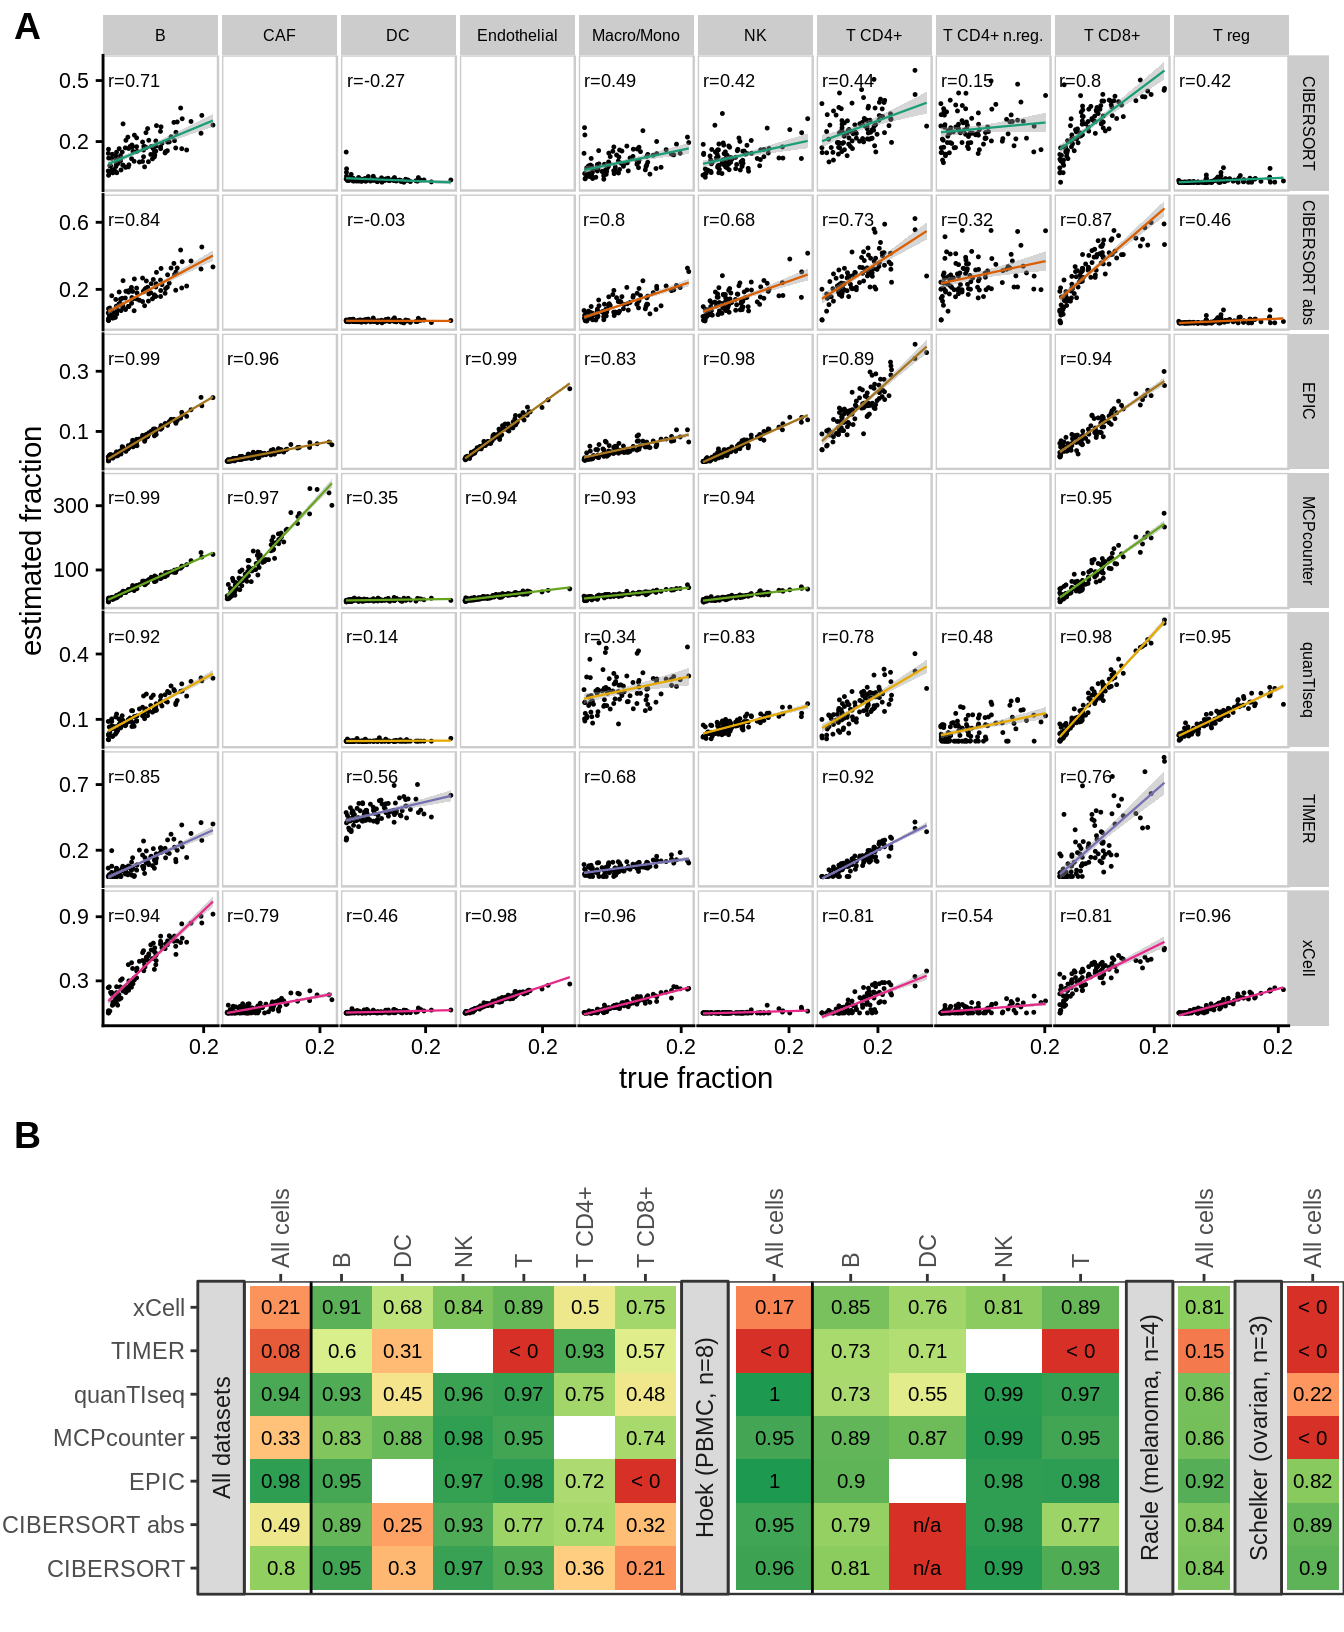 A
B CAF DC Endothelial Macro/Mono NK T CD4+ T CD4+ n.reg. T CD8+ T reg
0.5 r=0.71 r=-0.27 r=0.49 r=0.42 r=0.44 r=0.15 r=0.8 r=0.42 CIBERSORT
0.2
0.6 r=0.84 r=-0.03 r=0.8 r=0.68 r=0.73 r=0.32 r=0.87 r=0.46 CIBERSORT abs
0.2
0.3 r=0.99 r=0.96 r=0.99 r=0.83 r=0.98 r=0.89 r=0.94 EPIC
0.1
300 r=0.99 r=0.97 r=0.35 r=0.94 r=0.93 r=0.94 r=0.95 MCPcounter
100
0.4 r=0.92 r=0.14 r=0.34 r=0.83 r=0.78 r=0.48 r=0.98 r=0.95 quanTIseq
0.1
0.7 r=0.85 r=0.56 r=0.68 r=0.92 r=0.76 TIMER
0.2
0.9 r=0.94 r=0.79 r=0.46 r=0.98 r=0.96 r=0.54 r=0.81 r=0.54 r=0.81 r=0.96 xCell
0.3
estimated fraction
0.2 0.2 0.2 0.2 0.2 0.2 0.2 0.2 0.2 0.2
true fraction
B
All cells B DC NK T T CD4+ T CD8+ All cells B DC NK T All cells All cells
All datasets
Hoek (PBMC, n=8)
Racle (melanoma, n=4)
Schelker (ovarian, n=3)
xCell 0.21 0.91 0.68 0.84 0.89 0.5 0.75 0.17 0.85 0.76 0.81 0.89 0.81 < 0
TIMER 0.08 0.6 0.31 < 0 0.93 0.57 < 0 0.73 0.71 < 0 0.15 < 0
quanTIseq 0.94 0.93 0.45 0.96 0.97 0.75 0.48 1 0.73 0.55 0.99 0.97 0.86 0.22
MCPcounter 0.33 0.83 0.88 0.98 0.95 0.74 0.95 0.89 0.87 0.99 0.95 0.86 < 0
EPIC 0.98 0.95 0.97 0.98 0.72 < 0 1 0.9 0.98 0.98 0.92 0.82
CIBERSORT abs 0.49 0.89 0.25 0.93 0.77 0.74 0.32 0.95 0.79 n/a 0.98 0.77 0.84 0.89
CIBERSORT 0.8 0.95 0.3 0.97 0.93 0.36 0.21 0.96 0.81 n/a 0.99 0.93 0.84 0.9